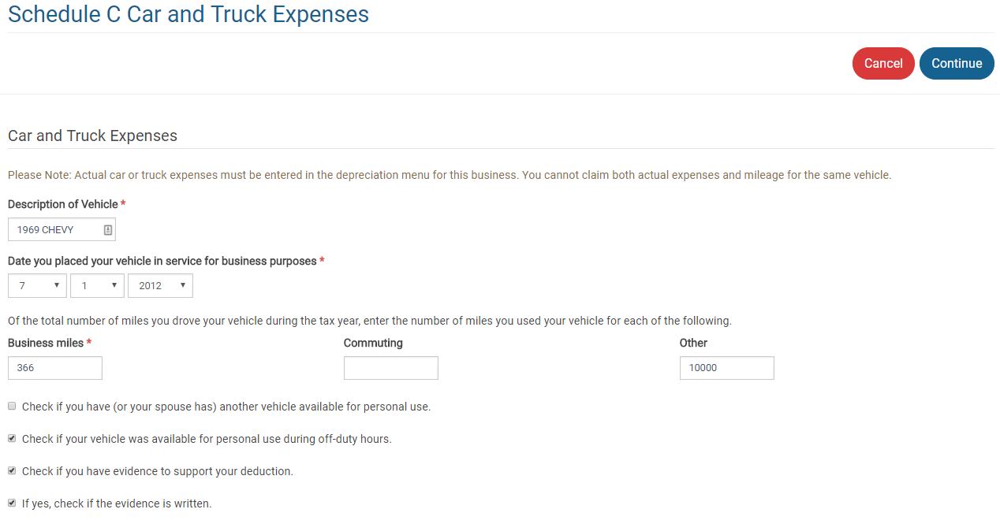 Schedule C Car and Truck Expenses
Cancel Continue
Car and Truck Expenses
Please Note: Actual car or truck expenses must be entered in the depreciation menu for this business. You cannot claim both actual expenses and mileage for the same vehicle.
Description of Vehicle *
1969 CHEVY
Date you placed your vehicle in service for business purposes *
7 1 2012
Of the total number of miles you drove your vehicle during the tax year, enter the number of miles you used your vehicle for each of the following.
Business miles * Commuting Other
366 10000
Check if you have (or your spouse has) another vehicle available for personal use.
Check if your vehicle was available for personal use during off-duty hours.
Check if you have evidence to support your deduction.
If yes, check if the evidence is written.